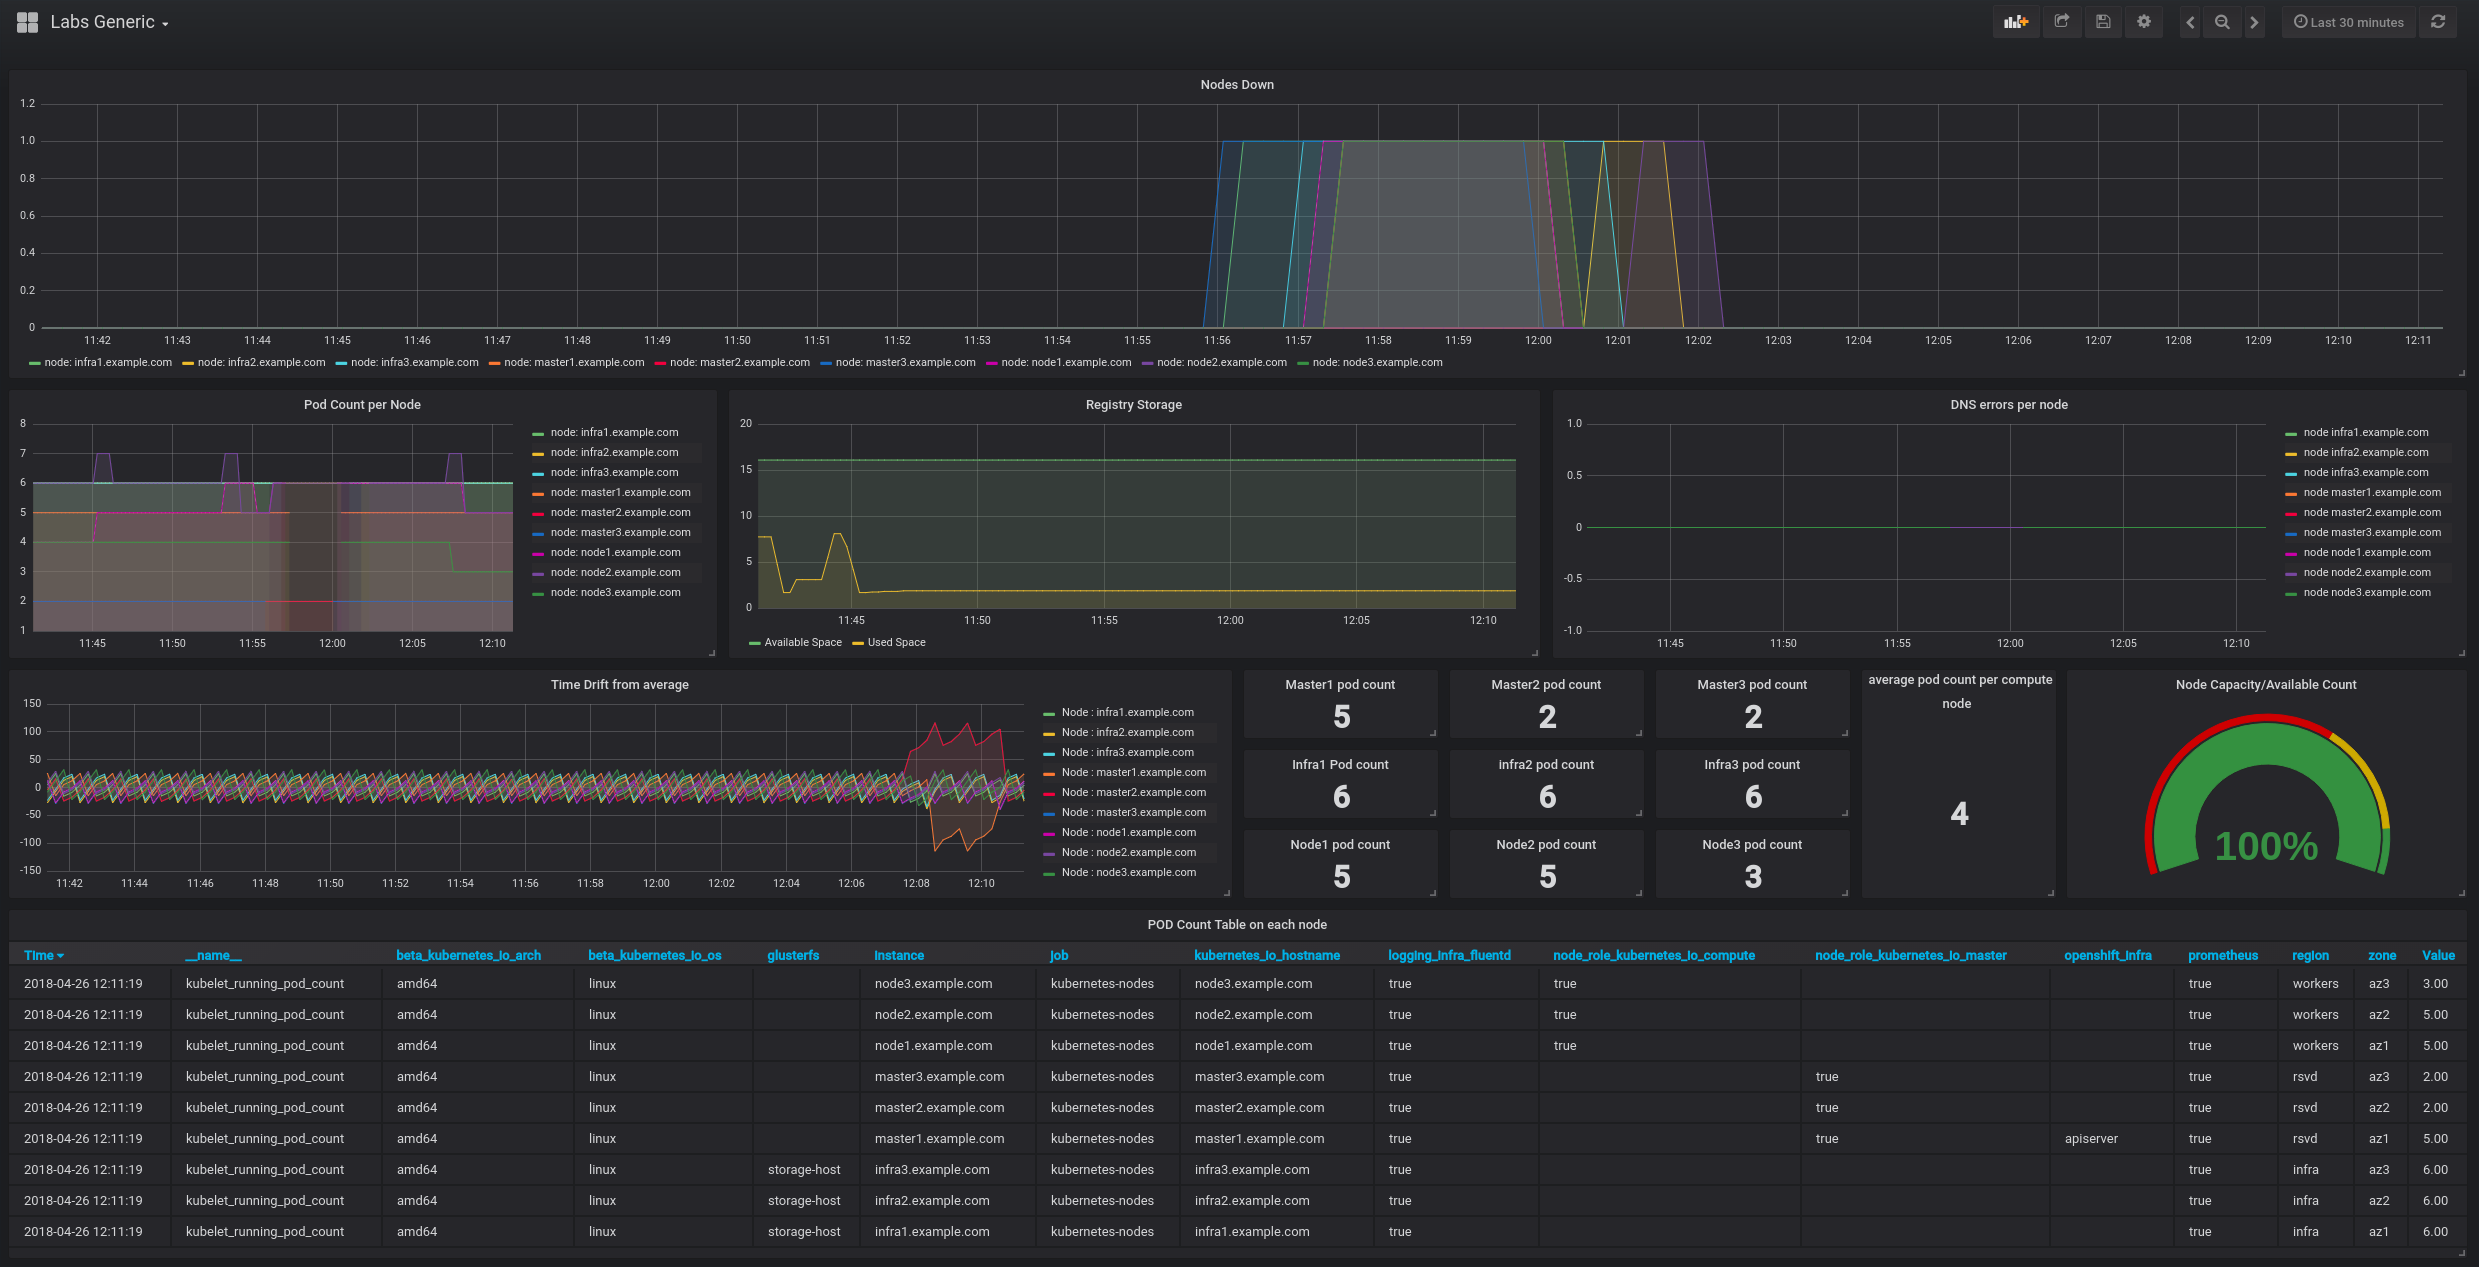 Labs Generic
Last 30 minutes
Nodes Down
1.2
1.0
0.8
0.6
0.4
0.2
0
11:42 11:43 11:44 11:45 11:46 11:47 11:48 11:49 11:50 11:51 11:52 11:53 11:54 11:55 11:56 11:57 11:58 11:59 12:00 12:01 12:02 12:03 12:04 12:05 12:06 12:07 12:08 12:09 12:10 12:11
node: infra1.example.com node: infra2.example.com node: infra3.example.com node: master1.example.com node: master2.example.com node: master3.example.com node: node1.example.com node: node2.example.com node: node3.example.com
Pod Count per Node
8
7
6
5
4
3
2
1
11:45 11:50 11:55 12:00 12:05 12:10
node: infra1.example.com
node: infra2.example.com
node: infra3.example.com
node: master1.example.com
node: master2.example.com
node: master3.example.com
node: node1.example.com
node: node2.example.com
node: node3.example.com
Registry Storage
20
15
10
5
0
11:45 11:50 11:55 12:00 12:05 12:10
Available Space Used Space
DNS errors per node
1.0
0.5
0
-0.5
-1.0
11:45 11:50 11:55 12:00 12:05 12:10
node infra1.example.com
node infra2.example.com
node infra3.example.com
node master1.example.com
node master2.example.com
node master3.example.com
node node1.example.com
node node2.example.com
node node3.example.com
Time Drift from average
150
100
50
0
-50
-100
-150
11:42 11:44 11:46 11:48 11:50 11:52 11:54 11:56 11:58 12:00 12:02 12:04 12:06 12:08 12:10
Node : infra1.example.com
Node : infra2.example.com
Node : infra3.example.com
Node : master1.example.com
Node : master2.example.com
Node : master3.example.com
Node : node1.example.com
Node : node2.example.com
Node : node3.example.com
Master1 pod count
5
Master2 pod count
2
Master3 pod count
2
Infra1 Pod count
6
infra2 pod count
6
Infra3 pod count
6
Node1 pod count
5
Node2 pod count
5
Node3 pod count
3
average pod count per compute
node
4
Node Capacity/Available Count
100%
POD Count Table on each node
Time __name__ beta_kubernetes_io_arch beta_kubernetes_io_os glusterfs instance job kubernetes_io_hostname logging_infra_fluentd node_role_kubernetes_io_compute node_role_kubernetes_io_master openshift_infra prometheus region zone Value
2018-04-26 12:11:19 kubelet_running_pod_count amd64 linux node3.example.com kubernetes-nodes node3.example.com true true true workers az3 3.00
2018-04-26 12:11:19 kubelet_running_pod_count amd64 linux node2.example.com kubernetes-nodes node2.example.com true true true workers az2 5.00
2018-04-26 12:11:19 kubelet_running_pod_count amd64 linux node1.example.com kubernetes-nodes node1.example.com true true true workers az1 5.00
2018-04-26 12:11:19 kubelet_running_pod_count amd64 linux master3.example.com kubernetes-nodes master3.example.com true true true rsvd az3 2.00
2018-04-26 12:11:19 kubelet_running_pod_count amd64 linux master2.example.com kubernetes-nodes master2.example.com true true true rsvd az2 2.00
2018-04-26 12:11:19 kubelet_running_pod_count amd64 linux master1.example.com kubernetes-nodes master1.example.com true true apiserver true rsvd az1 5.00
2018-04-26 12:11:19 kubelet_running_pod_count amd64 linux storage-host infra3.example.com kubernetes-nodes infra3.example.com true true infra az3 6.00
2018-04-26 12:11:19 kubelet_running_pod_count amd64 linux storage-host infra2.example.com kubernetes-nodes infra2.example.com true true infra az2 6.00
2018-04-26 12:11:19 kubelet_running_pod_count amd64 linux storage-host infra1.example.com kubernetes-nodes infra1.example.com true true infra az1 6.00